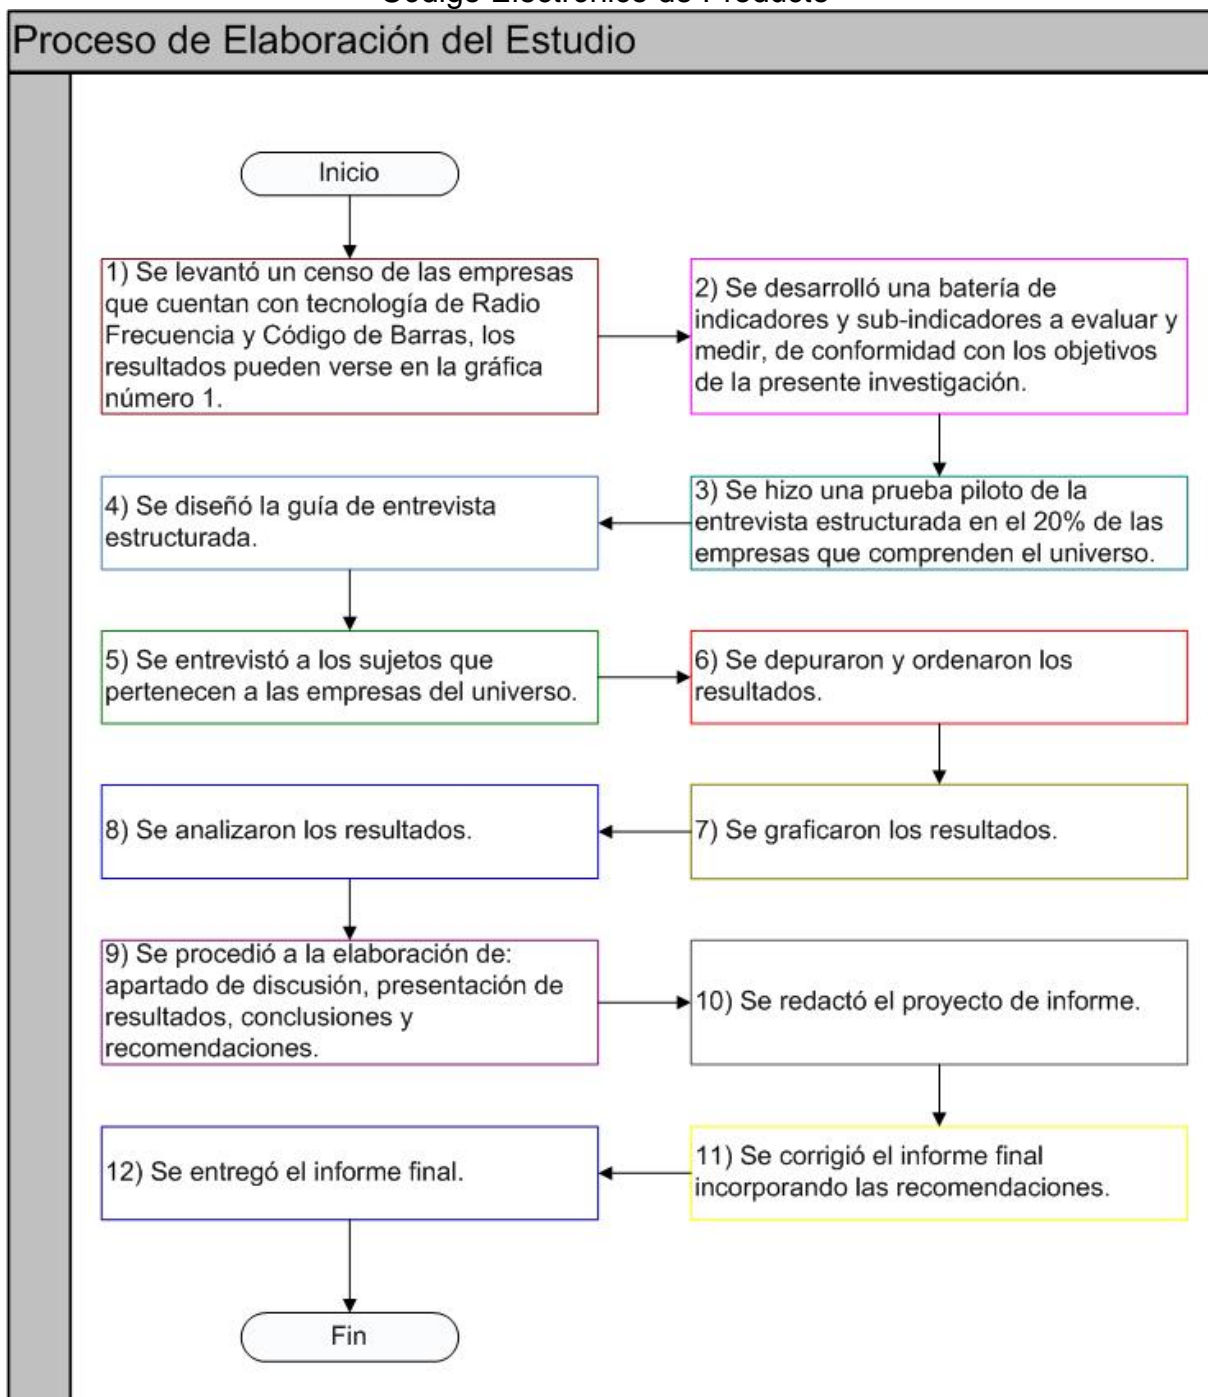 Código Electrónico de Producto
Proceso de Elaboración del Estudio
Inicio
1) Se levantó un censo de las empresas
que cuentan con tecnología de Radio
Frecuencia y Código de Barras, los
resultados pueden verse en la gráfica
número 1.
2) Se desarrolló una batería de
indicadores y sub-indicadores a evaluar y
medir, de conformidad con los objetivos
de la presente investigación.
3) Se hizo una prueba piloto de la
entrevista estructurada en el 20% de las
empresas que comprenden el universo.
4) Se diseñó la guía de entrevista
estructurada.
5) Se entrevistó a los sujetos que
pertenecen a las empresas del universo.
6) Se depuraron y ordenaron los
resultados.
7) Se graficaron los resultados.
8) Se analizaron los resultados.
9) Se procedió a la elaboración de:
apartado de discusión, presentación de
resultados, conclusiones y
recomendaciones.
10) Se redactó el proyecto de informe.
11) Se corrigió el informe final
incorporando las recomendaciones.
12) Se entregó el informe final.
Fin